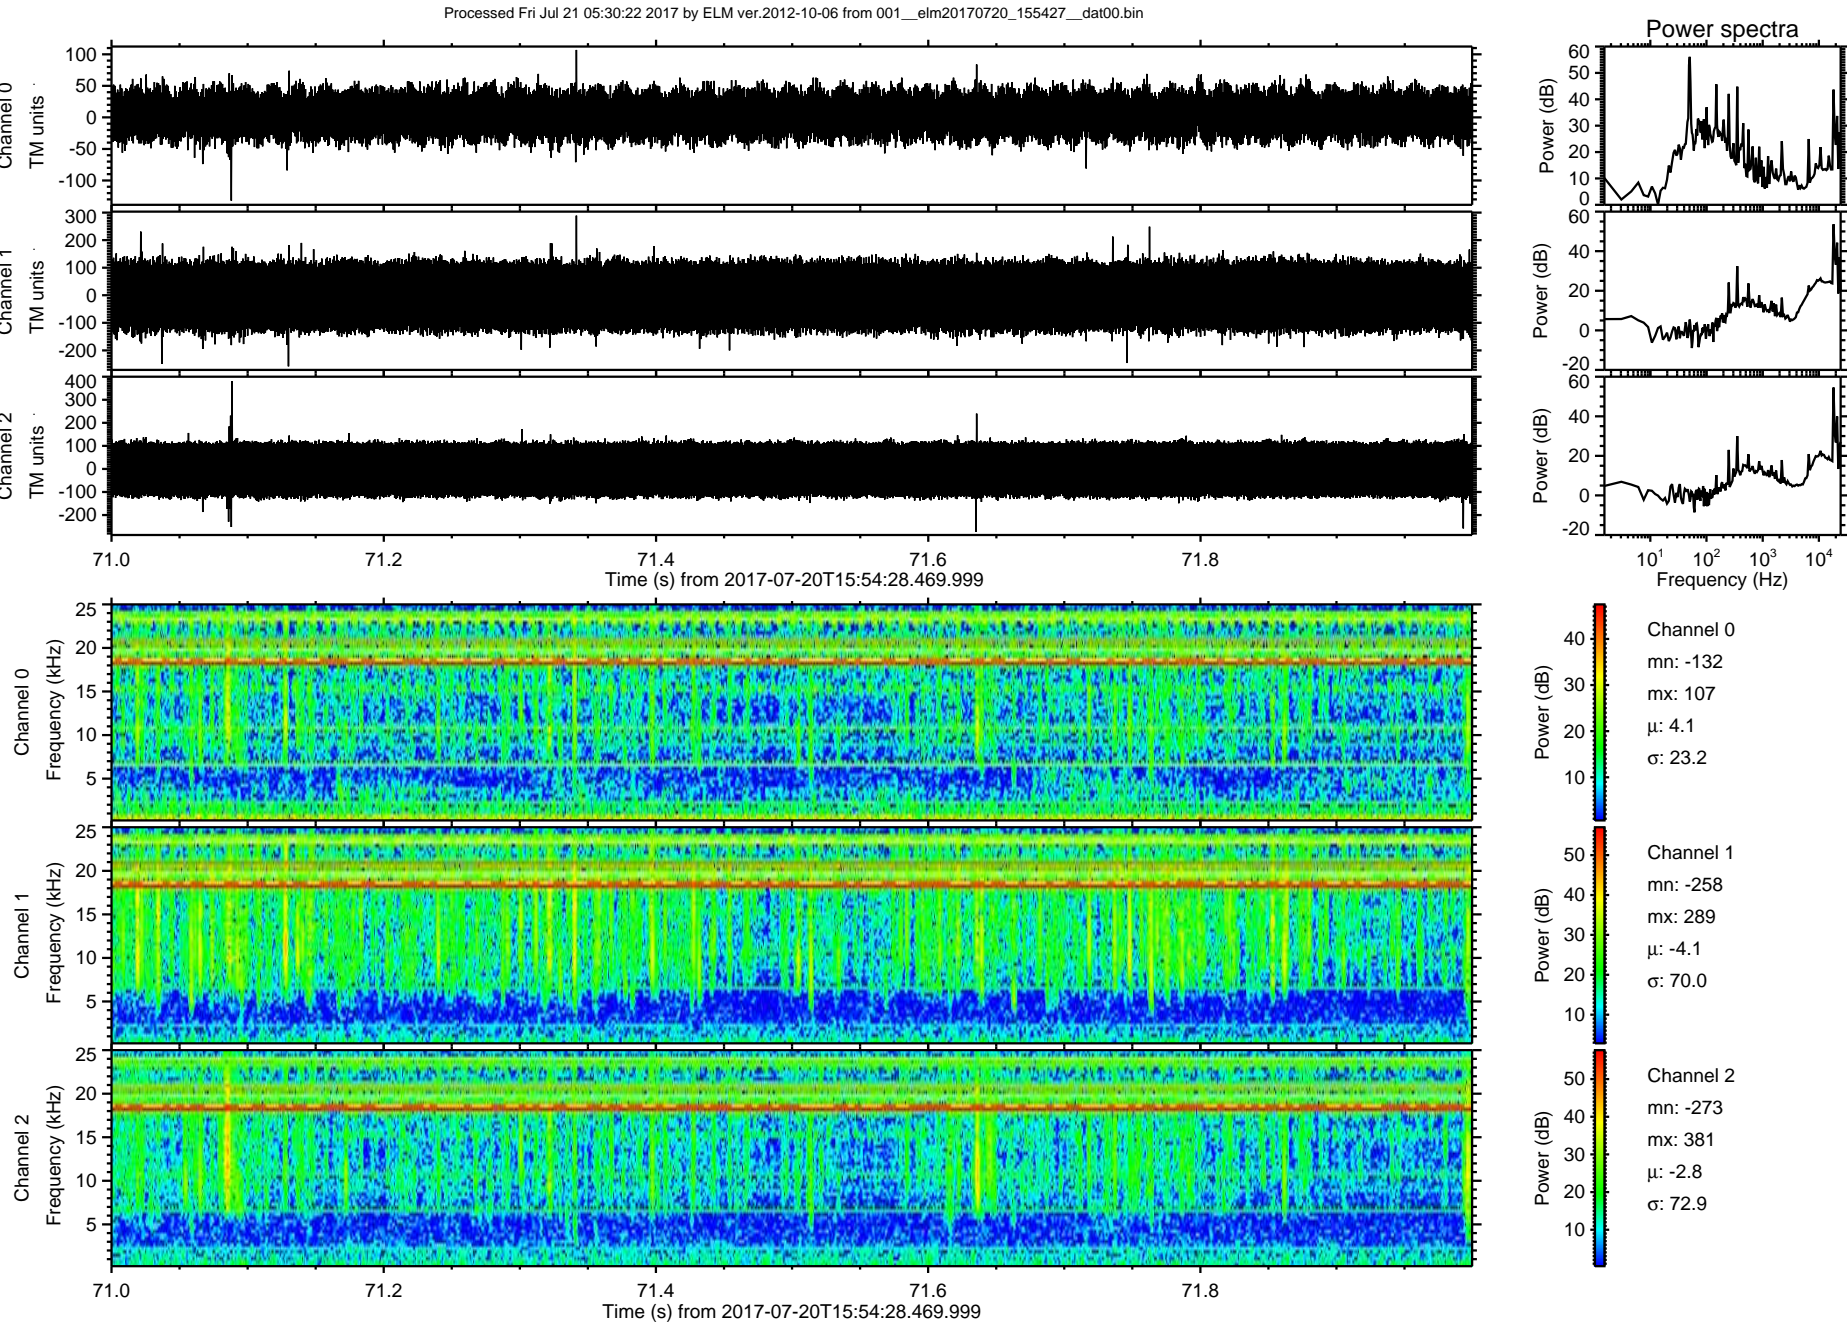 Processed Fri Jul 21 05:30:22 2017 by ELM ver.2012-10-06 from 001__elm20170720_155427__dat00.bin
Power spectra
Channel 0
TM units
100
50
0
-50
-100
Power (dB)
60
50
40
30
20
10
0
Channel 1
TM units
300
200
100
0
-100
-200
Power (dB)
60
40
20
0
-20
Channel 2
TM units
400
300
200
100
0
-100
-200
Power (dB)
60
40
20
0
-20
71.0 71.2 71.4 71.6 71.8
Time (s) from 2017-07-20T15:54:28.469.999
10¹ 10² 10³ 10⁴
Frequency (Hz)
Channel 0
Frequency (kHz)
25
20
15
10
5
Power (dB)
40
30
20
10
Channel 0
mn: -132
mx: 107
μ: 4.1
σ: 23.2
Channel 1
Frequency (kHz)
25
20
15
10
5
Power (dB)
50
40
30
20
10
Channel 1
mn: -258
mx: 289
μ: -4.1
σ: 70.0
Channel 2
Frequency (kHz)
25
20
15
10
5
Power (dB)
50
40
30
20
10
Channel 2
mn: -273
mx: 381
μ: -2.8
σ: 72.9
71.0 71.2 71.4 71.6 71.8
Time (s) from 2017-07-20T15:54:28.469.999